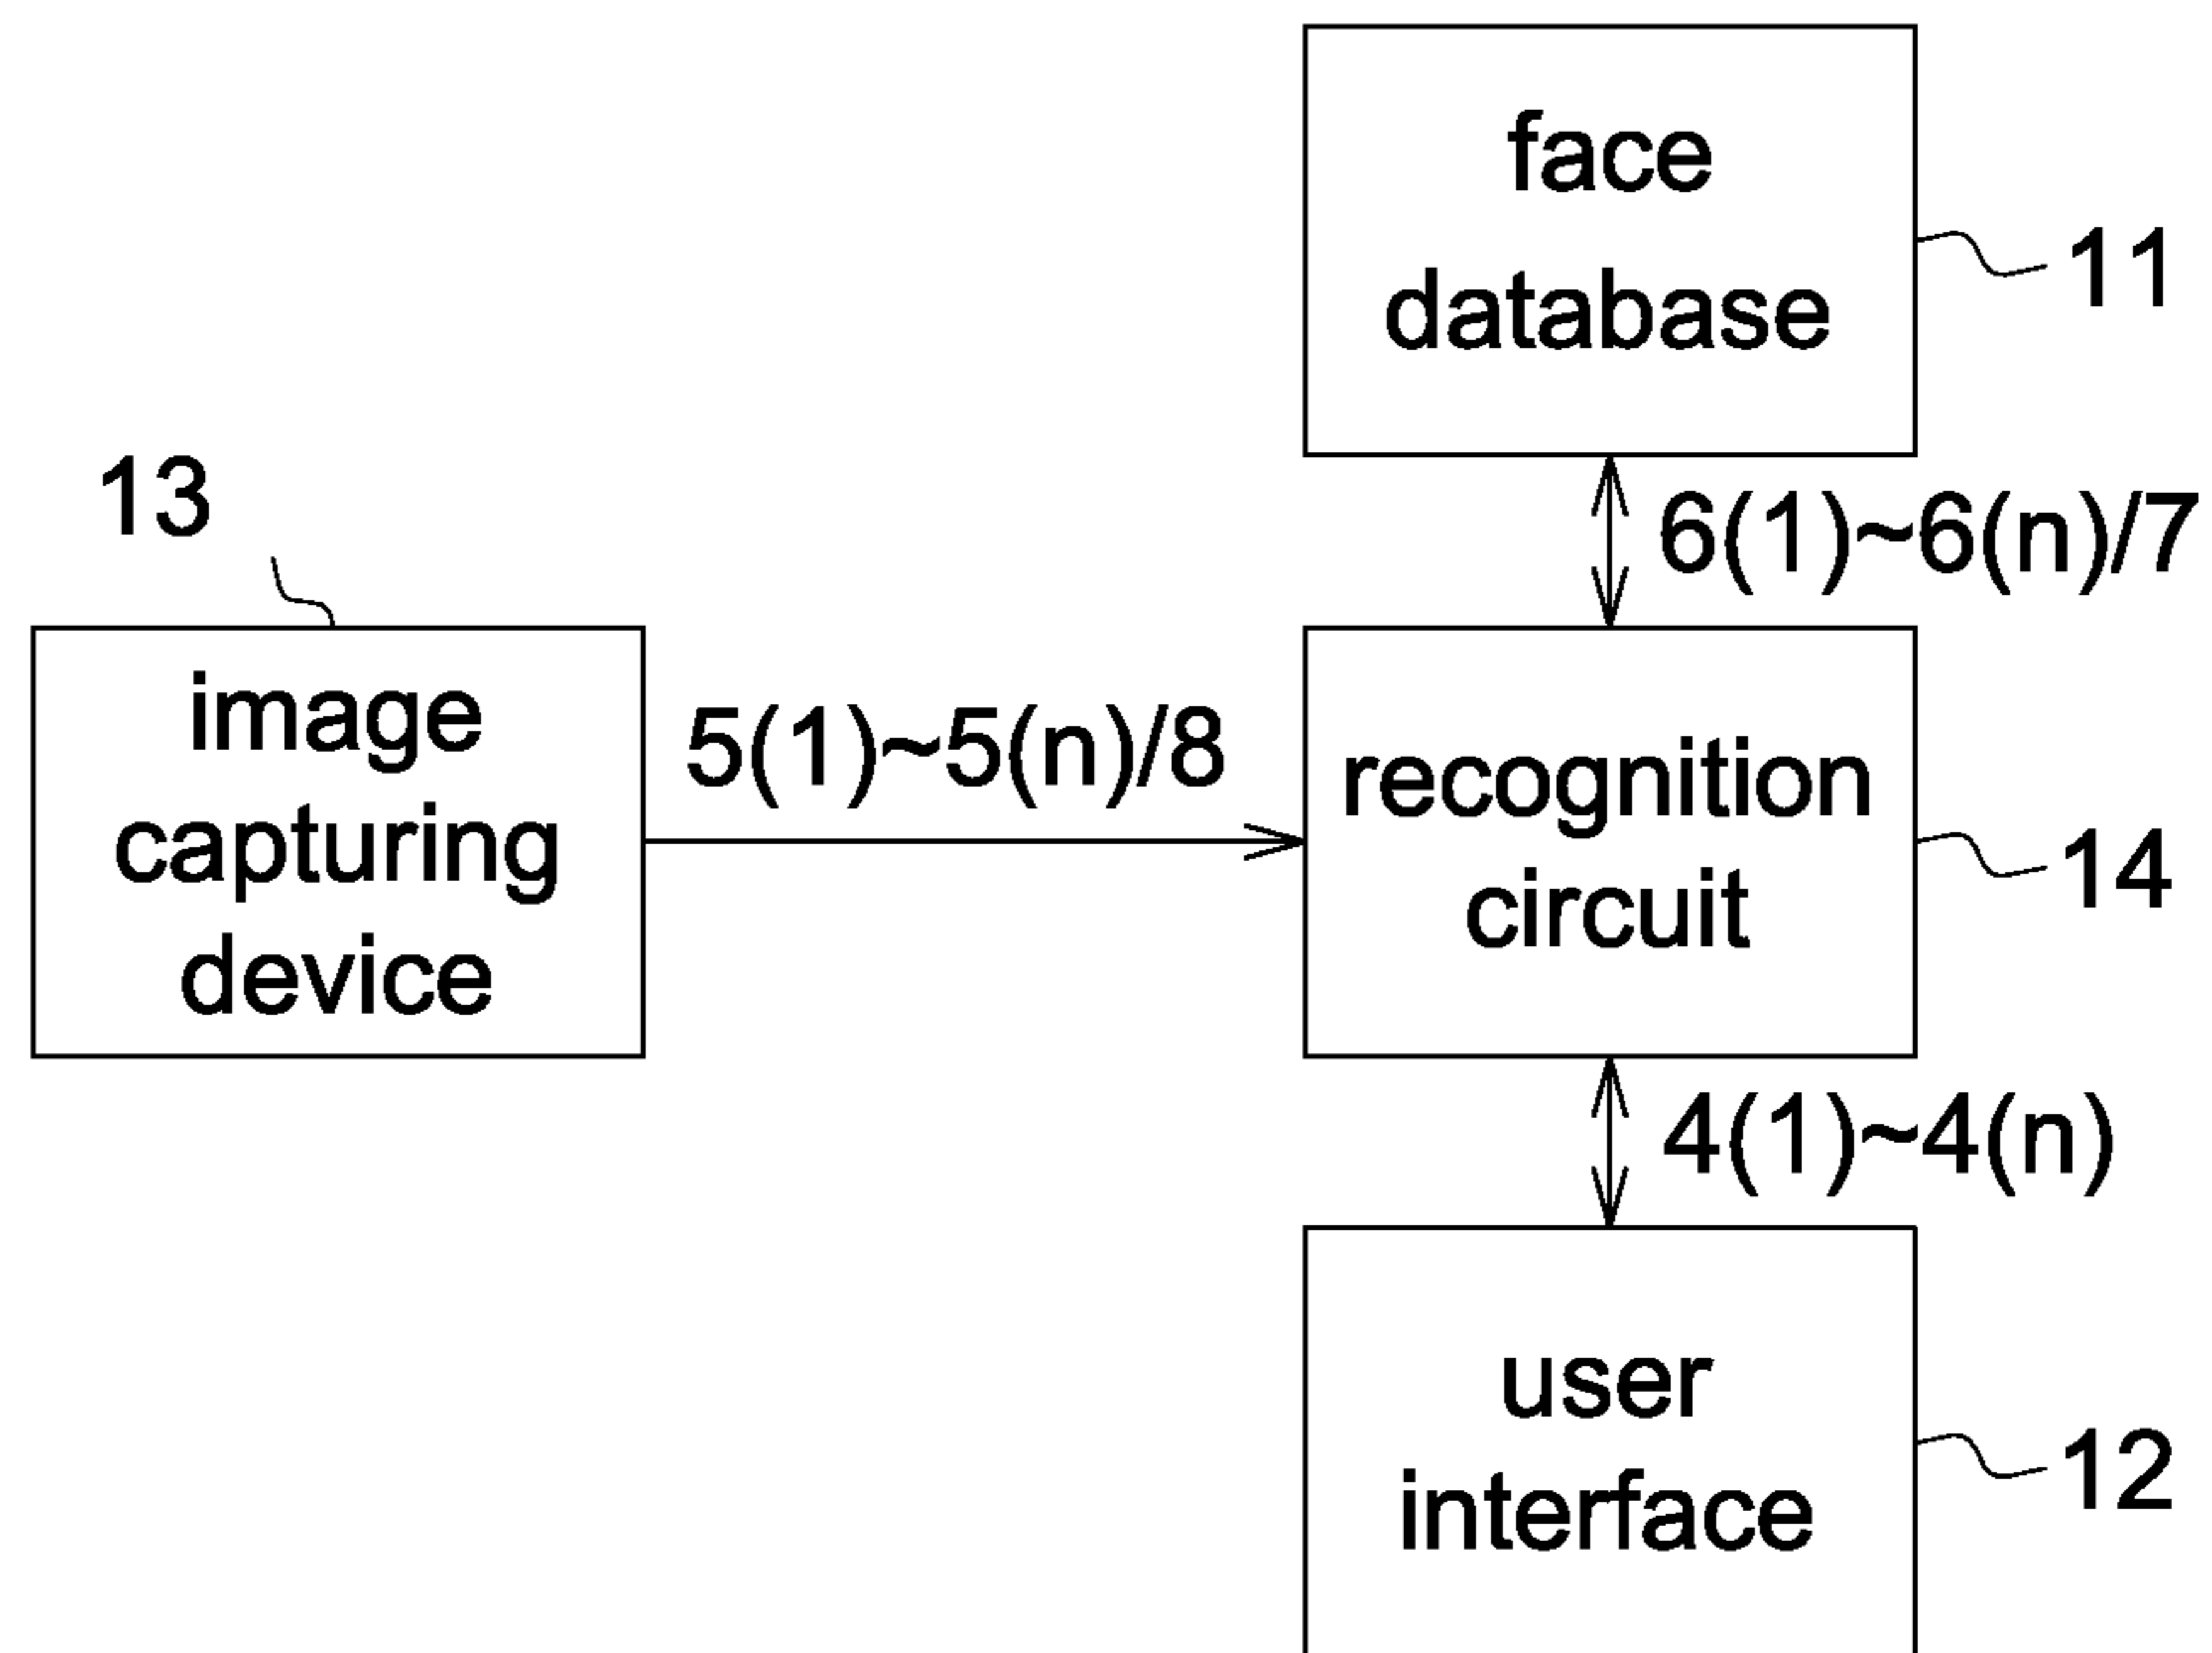 face
database
11
6(1)~6(n)/7
13
image
capturing
device
5(1)~5(n)/8
recognition
circuit
14
4(1)~4(n)
user
interface
12